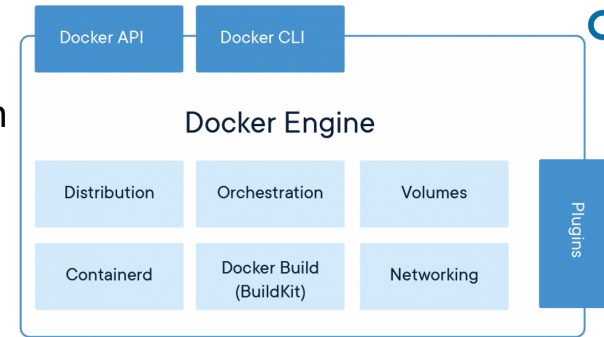 Docker API
Docker CLI
Docker Engine
Distribution
Orchestration
Volumes
Containerd
Docker Build
(BuildKit)
Networking
Plugins